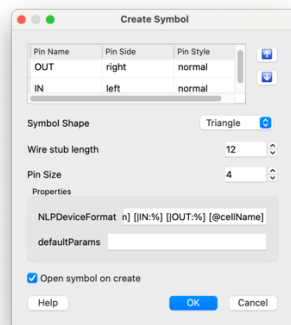 Create Symbol
Pin Name Pin Side Pin Style
OUT right normal
IN left normal
Symbol Shape Triangle
Wire stub length 12
Pin Size 4
Properties
NLPDeviceFormat n] [|IN:%] [|OUT:%] [@cellName]
defaultParams
Open symbol on create
Help OK Cancel